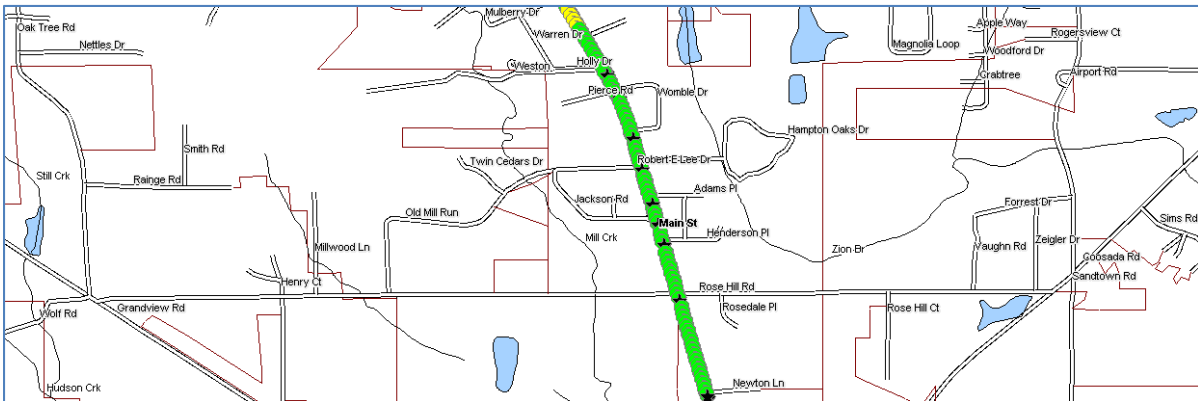 Mulberry Dr
Oak Tree Rd
Apple Way
Warren Dr
Rogersview Ct
Nettles Dr
Magnolia Loop
Woodford Dr
Holly Dr
Weston
Crabtree
Airport Rd
Pierce Rd
Womble Dr
Hampton Oaks Dr
Smith Rd
Twin Cedars Dr
Robert E Lee Dr
Still Crk
Rainge Rd
Adams Pl
Jackson Rd
Forrest Dr
Old Mill Run
Main St
Sims Rd
Henderson Pl
Mill Crk
Zeigler Dr
Millwood Ln
Zion Br
Vaughn Rd
Coosada Rd
Sandtown Rd
Henry Ct
Rose Hill Rd
Grandview Rd
Rosedale Pl
Rose Hill Ct
Wolf Rd
Newton Ln
Hudson Crk